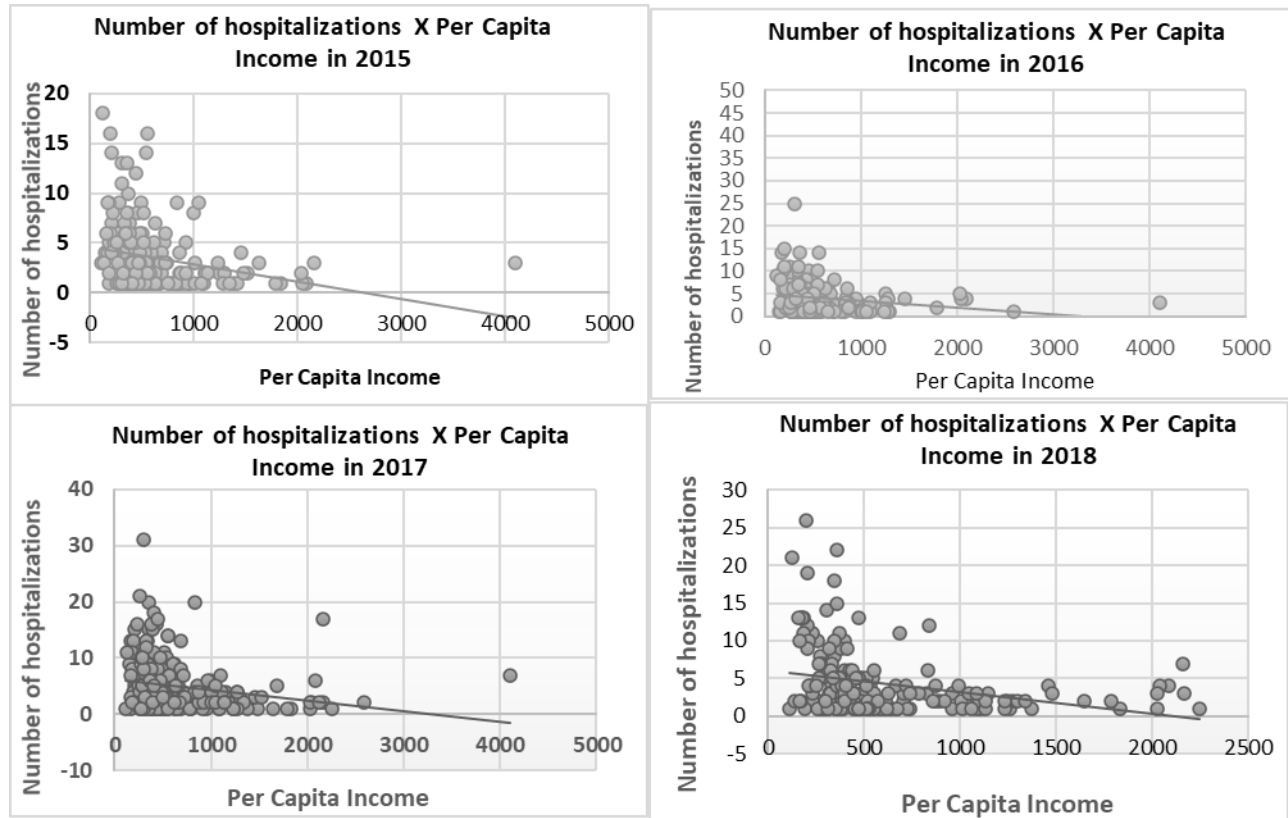 Number of hospitalizations X Per Capita
Income in 2015
Number of hospitalizations
20
15
10
5
0
-5
0 1000 2000 3000 4000 5000
Per Capita Income
Number of hospitalizations X Per Capita
Income in 2016
Number of hospitalizations
50
45
40
35
30
25
20
15
10
5
0
0 1000 2000 3000 4000 5000
Per Capita Income
Number of hospitalizations X Per Capita
Income in 2017
Number of hospitalizations
40
30
20
10
0
-10
0 1000 2000 3000 4000 5000
Per Capita Income
Number of hospitalizations X Per Capita
Income in 2018
Number of hospitalizations
30
25
20
15
10
5
0
-5
0 500 1000 1500 2000 2500
Per Capita Income